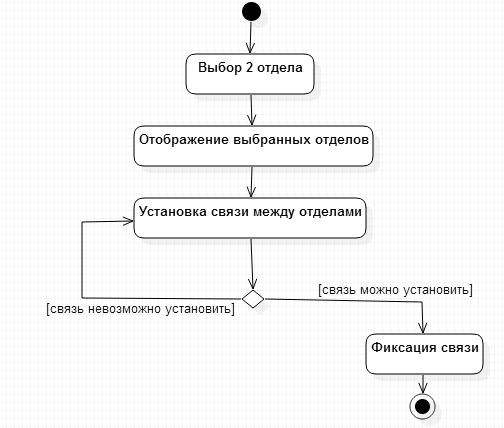 Выбор 2 отдела
Отображение выбранных отделов
Установка связи между отделами
[связь можно установить]
[связь невозможно установить]
Фиксация связи